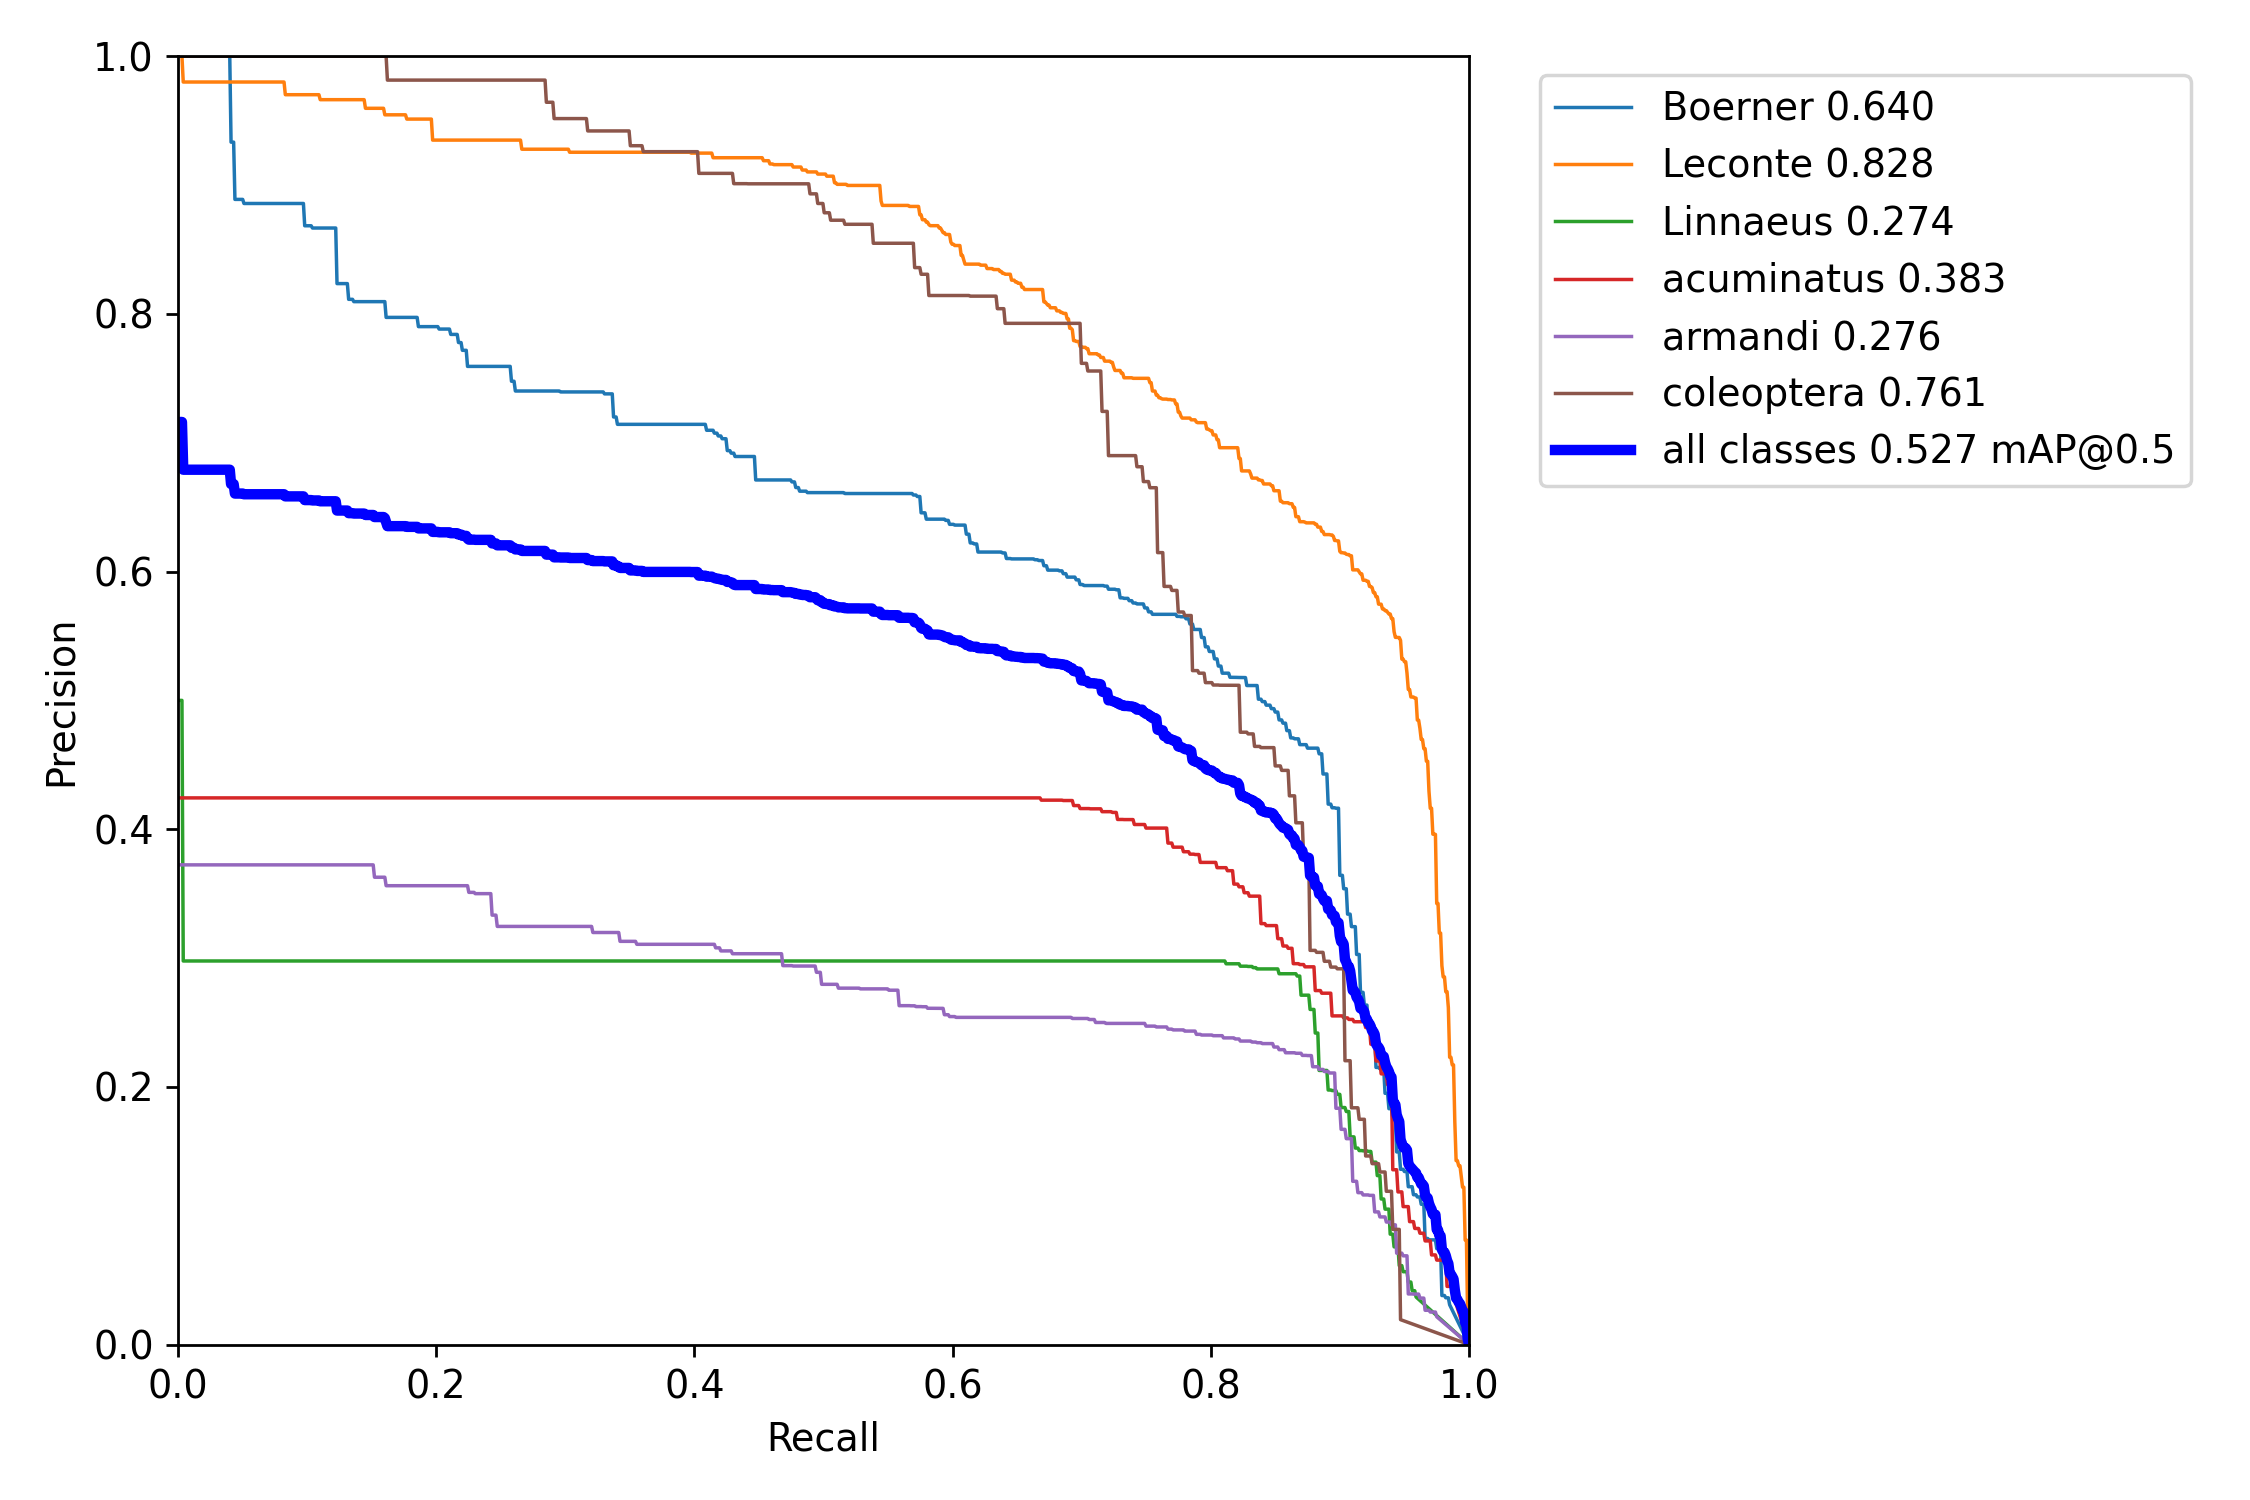 1.0
0.8
0.6
0.4
0.2
0.0
Precision
0.0 0.2 0.4 0.6 0.8 1.0
Recall
Boerner 0.640
Leconte 0.828
Linnaeus 0.274
acuminatus 0.383
armandi 0.276
coleoptera 0.761
all classes 0.527 mAP@0.5